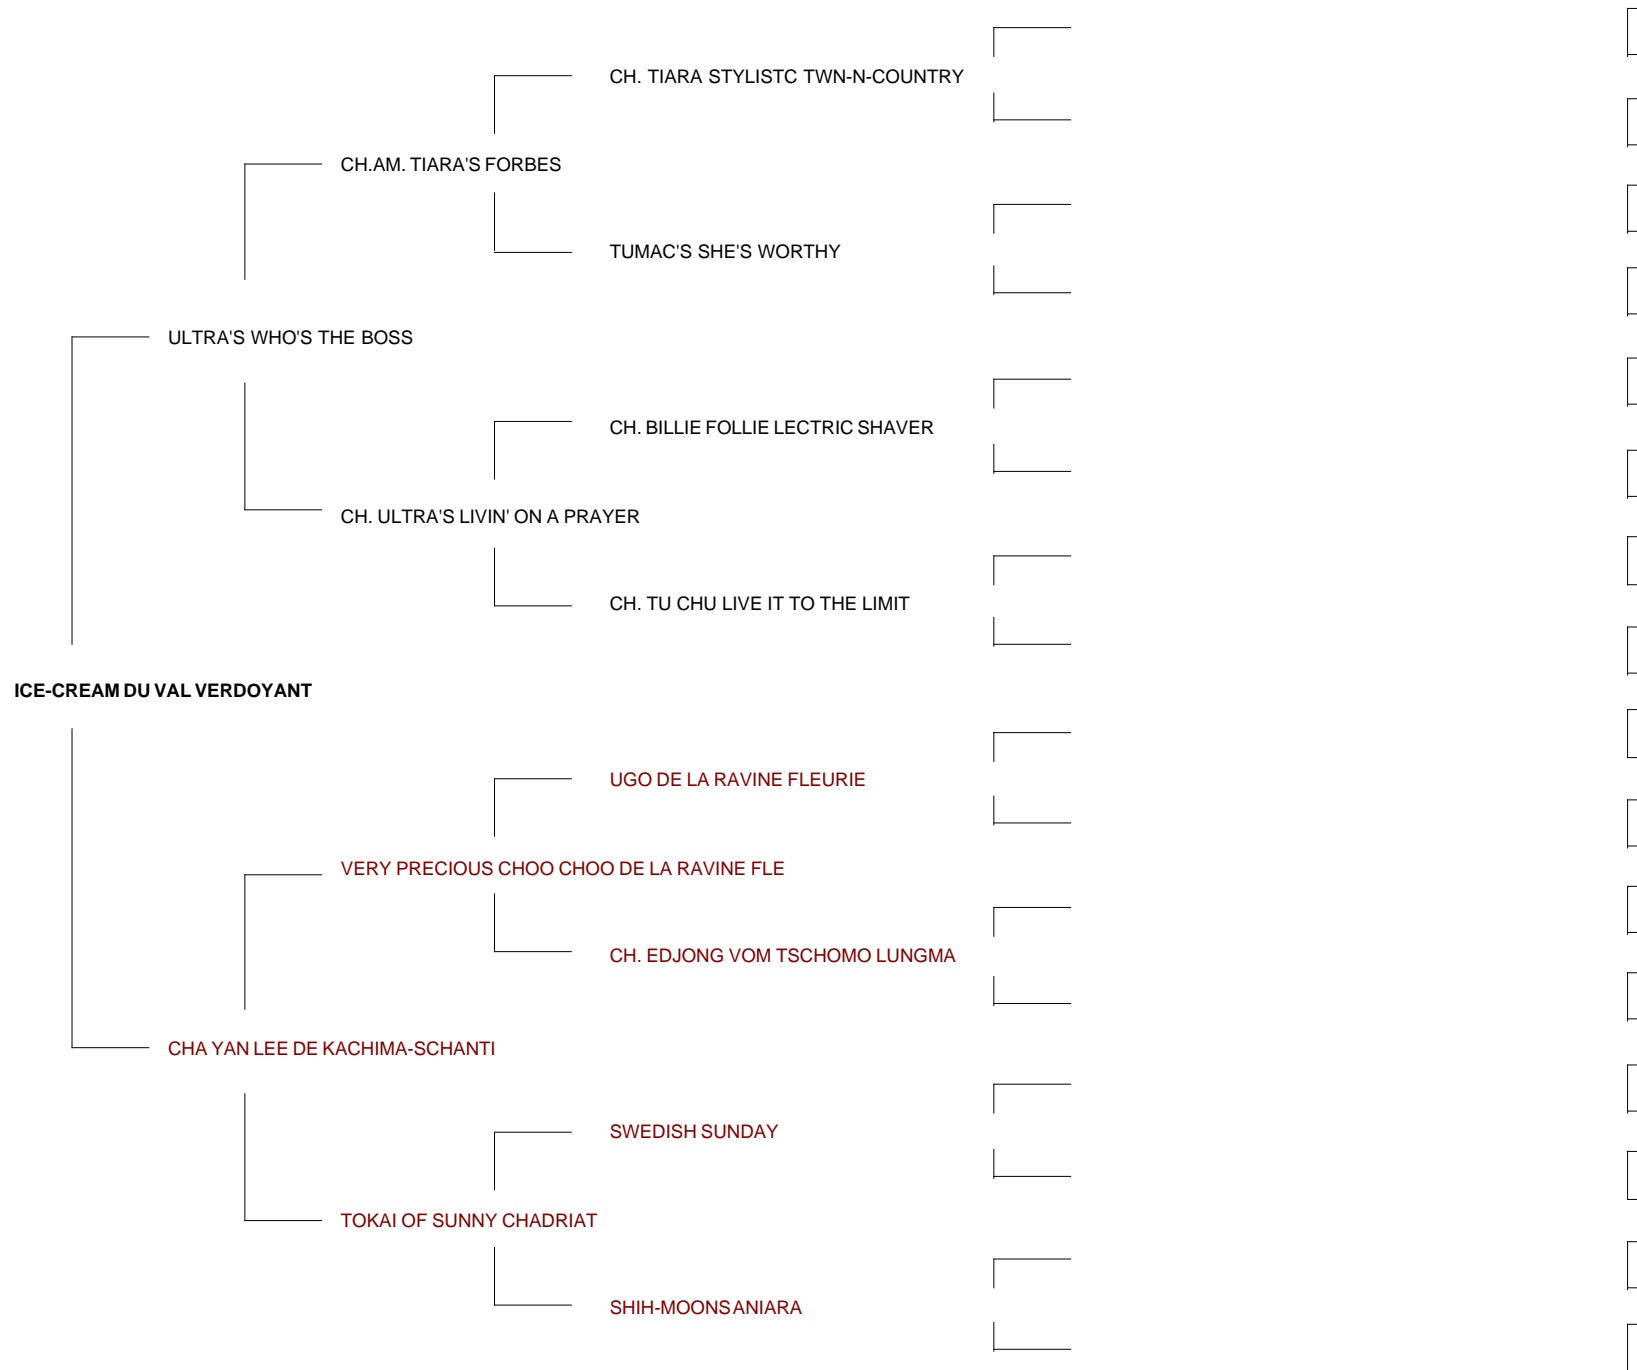 CH. TIARA STYLISTC TWN-N-COUNTRY
CH.AM. TIARA'S FORBES
TUMAC'S SHE'S WORTHY
ULTRA'S WHO'S THE BOSS
CH. BILLIE FOLLIE LECTRIC SHAVER
CH. ULTRA'S LIVIN' ON A PRAYER
CH. TU CHU LIVE IT TO THE LIMIT
ICE-CREAM DU VAL VERDOYANT
UGO DE LA RAVINE FLEURIE
VERY PRECIOUS CHOO CHOO DE LA RAVINE FLE
CH. EDJONG VOM TSCHOMO LUNGMA
CHA YAN LEE DE KACHIMA-SCHANTI
SWEDISH SUNDAY
TOKAI OF SUNNY CHADRIAT
SHIH-MOONS ANIARA